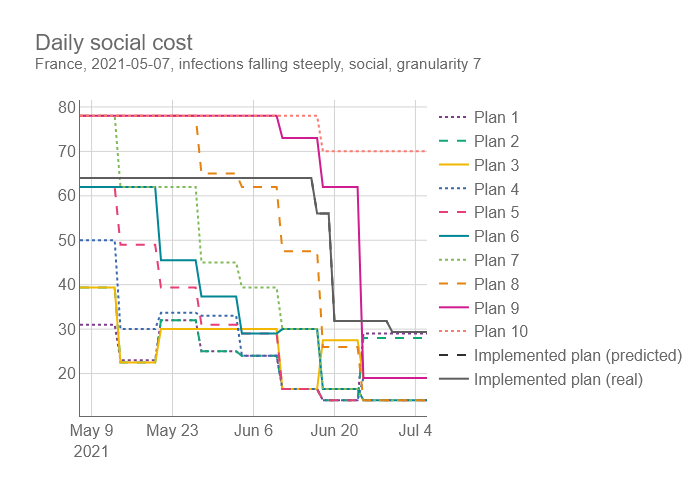 Daily social cost
France, 2021-05-07, infections falling steeply, social, granularity 7
80
70
60
50
40
30
20
May 9
2021
May 23
Jun 6
Jun 20
Jul 4
Plan 1
Plan 2
Plan 3
Plan 4
Plan 5
Plan 6
Plan 7
Plan 8
Plan 9
Plan 10
Implemented plan (predicted)
Implemented plan (real)